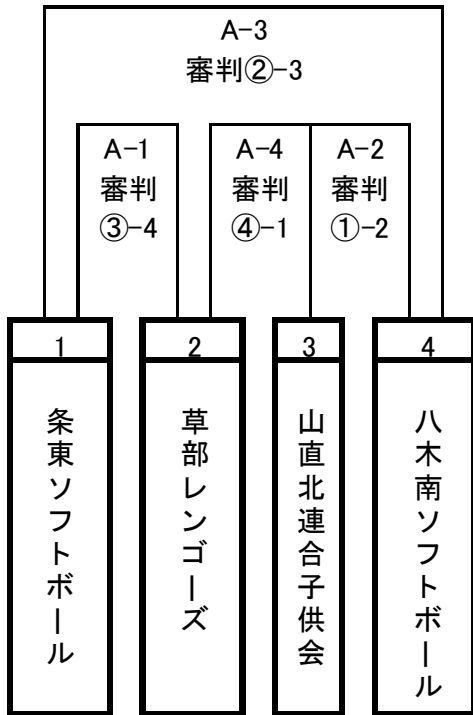 A-3
審判②-3
A-1
審判
③-4
A-4
審判
④-1
A-2
審判
①-2
1
2
3
4
条東ソフトボール
草部レンゴーズ
山直北連合子供会
八木南ソフトボール